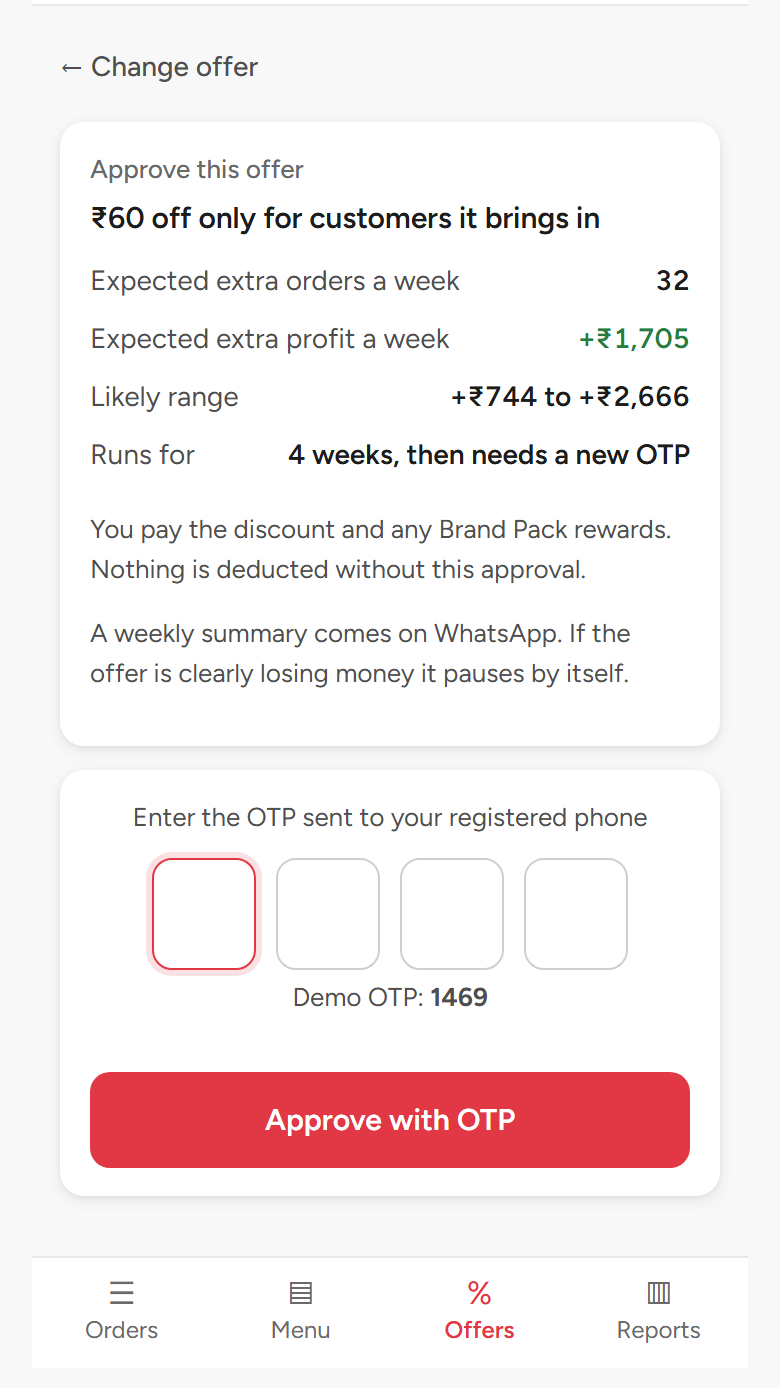 ← Change offer
Approve this offer
₹60 off only for customers it brings in
Expected extra orders a week 32
Expected extra profit a week +₹1,705
Likely range +₹744 to +₹2,666
Runs for 4 weeks, then needs a new OTP
You pay the discount and any Brand Pack rewards.
Nothing is deducted without this approval.
A weekly summary comes on WhatsApp. If the
offer is clearly losing money it pauses by itself.
Enter the OTP sent to your registered phone
Demo OTP: 1469
Approve with OTP
Orders Menu % Offers Reports